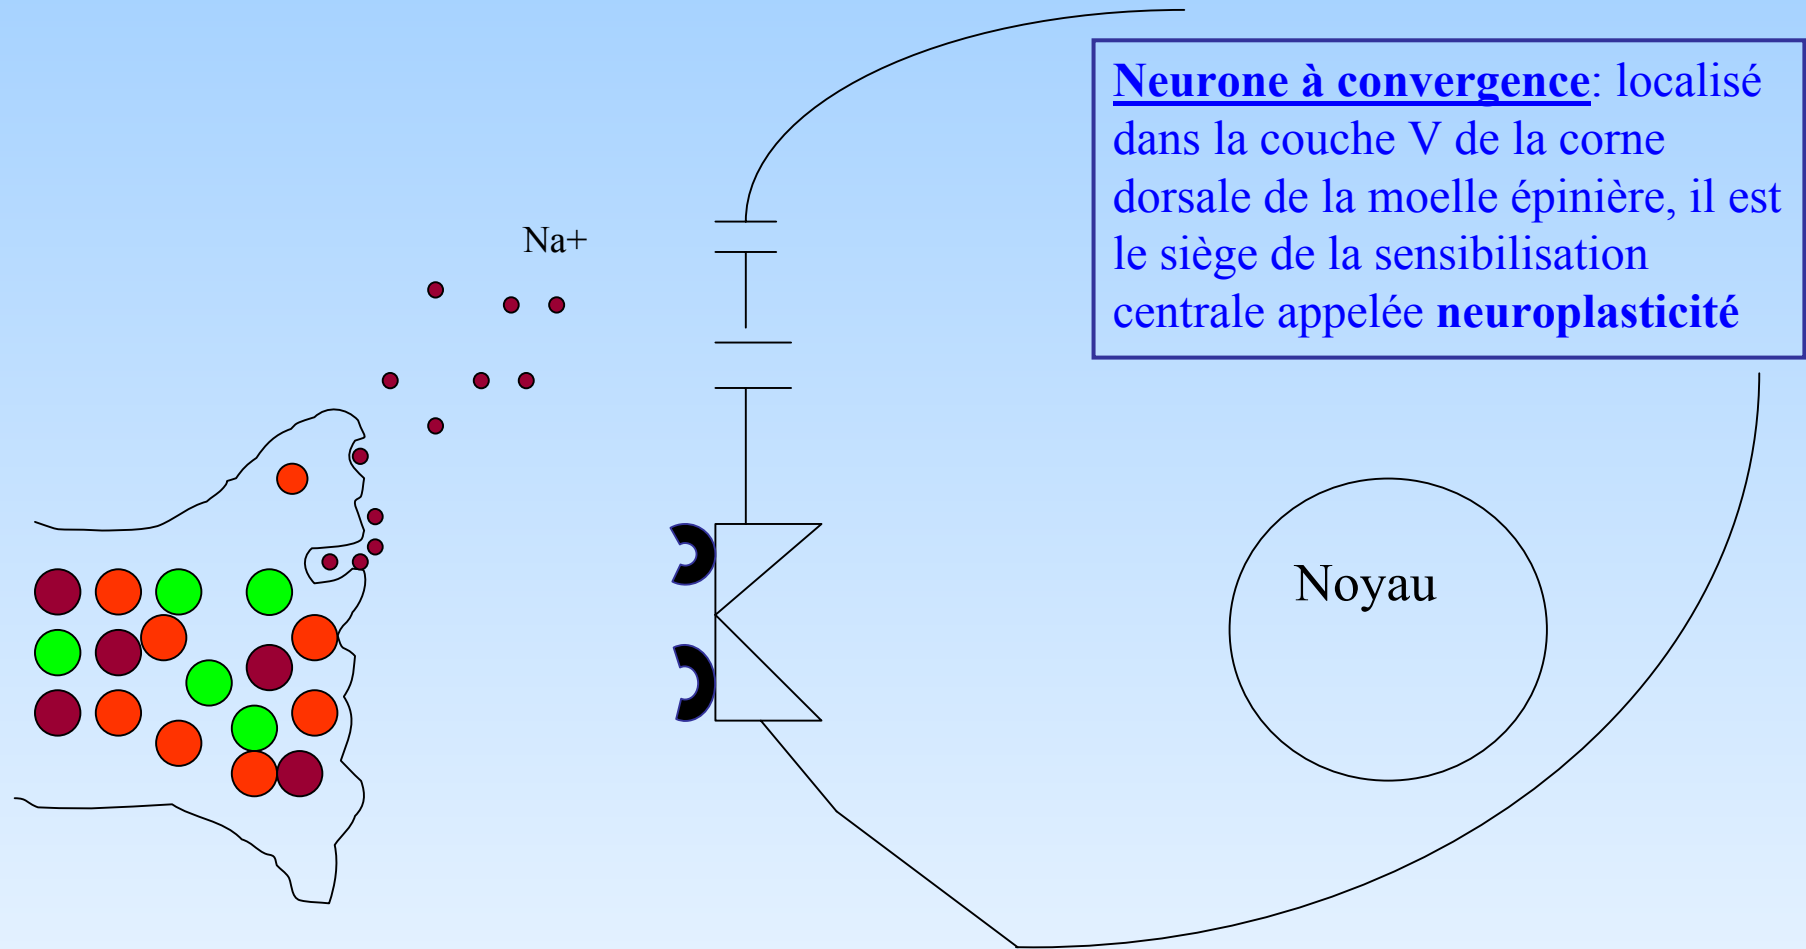 Neurone à convergence: localisé
dans la couche V de la corne
dorsale de la moelle épinière, il est
le siège de la sensibilisation
centrale appelée neuroplasticité
Na+
Noyau